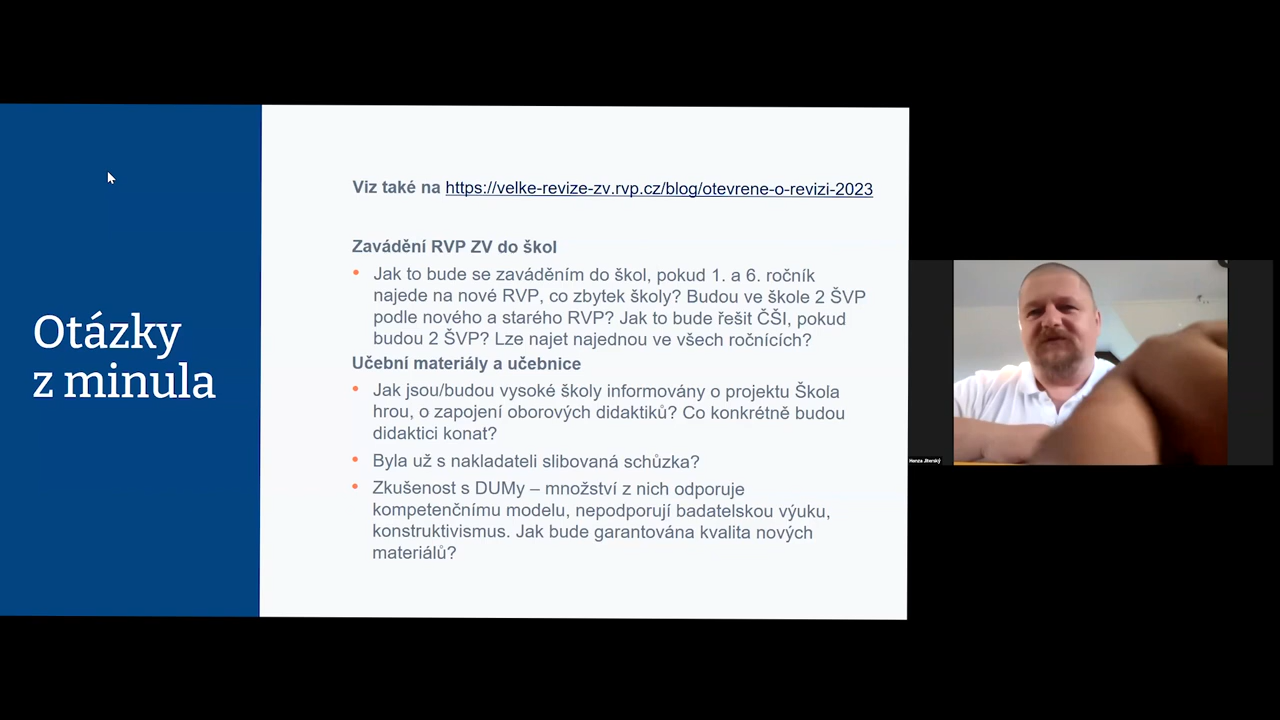 Otázky
z minula
Viz také na https://velke-revize-zv.rvp.cz/blog/otevrene-o-revizi-2023
Zavádění RVP ZV do škol
• Jak to bude se zaváděním do škol, pokud 1. a 6. ročník
najede na nové RVP, co zbytek školy? Budou ve škole 2 ŠVP
podle nového a starého RVP? Jak to bude řešit ČŠI, pokud
budou 2 ŠVP? Lze najet najednou ve všech ročnících?
Učební materiály a učebnice
• Jak jsou/budou vysoké školy informovány o projektu Škola
hrou, o zapojení oborových didaktiků? Co konkrétně budou
didaktici konat?
• Byla už s nakladateli slibovaná schůzka?
• Zkušenost s DUMy – množství z nich odporuje
kompetenčnímu modelu, nepodporují badatelskou výuku,
konstruktivismus. Jak bude garantována kvalita nových
materiálů?
Honza Jiterský